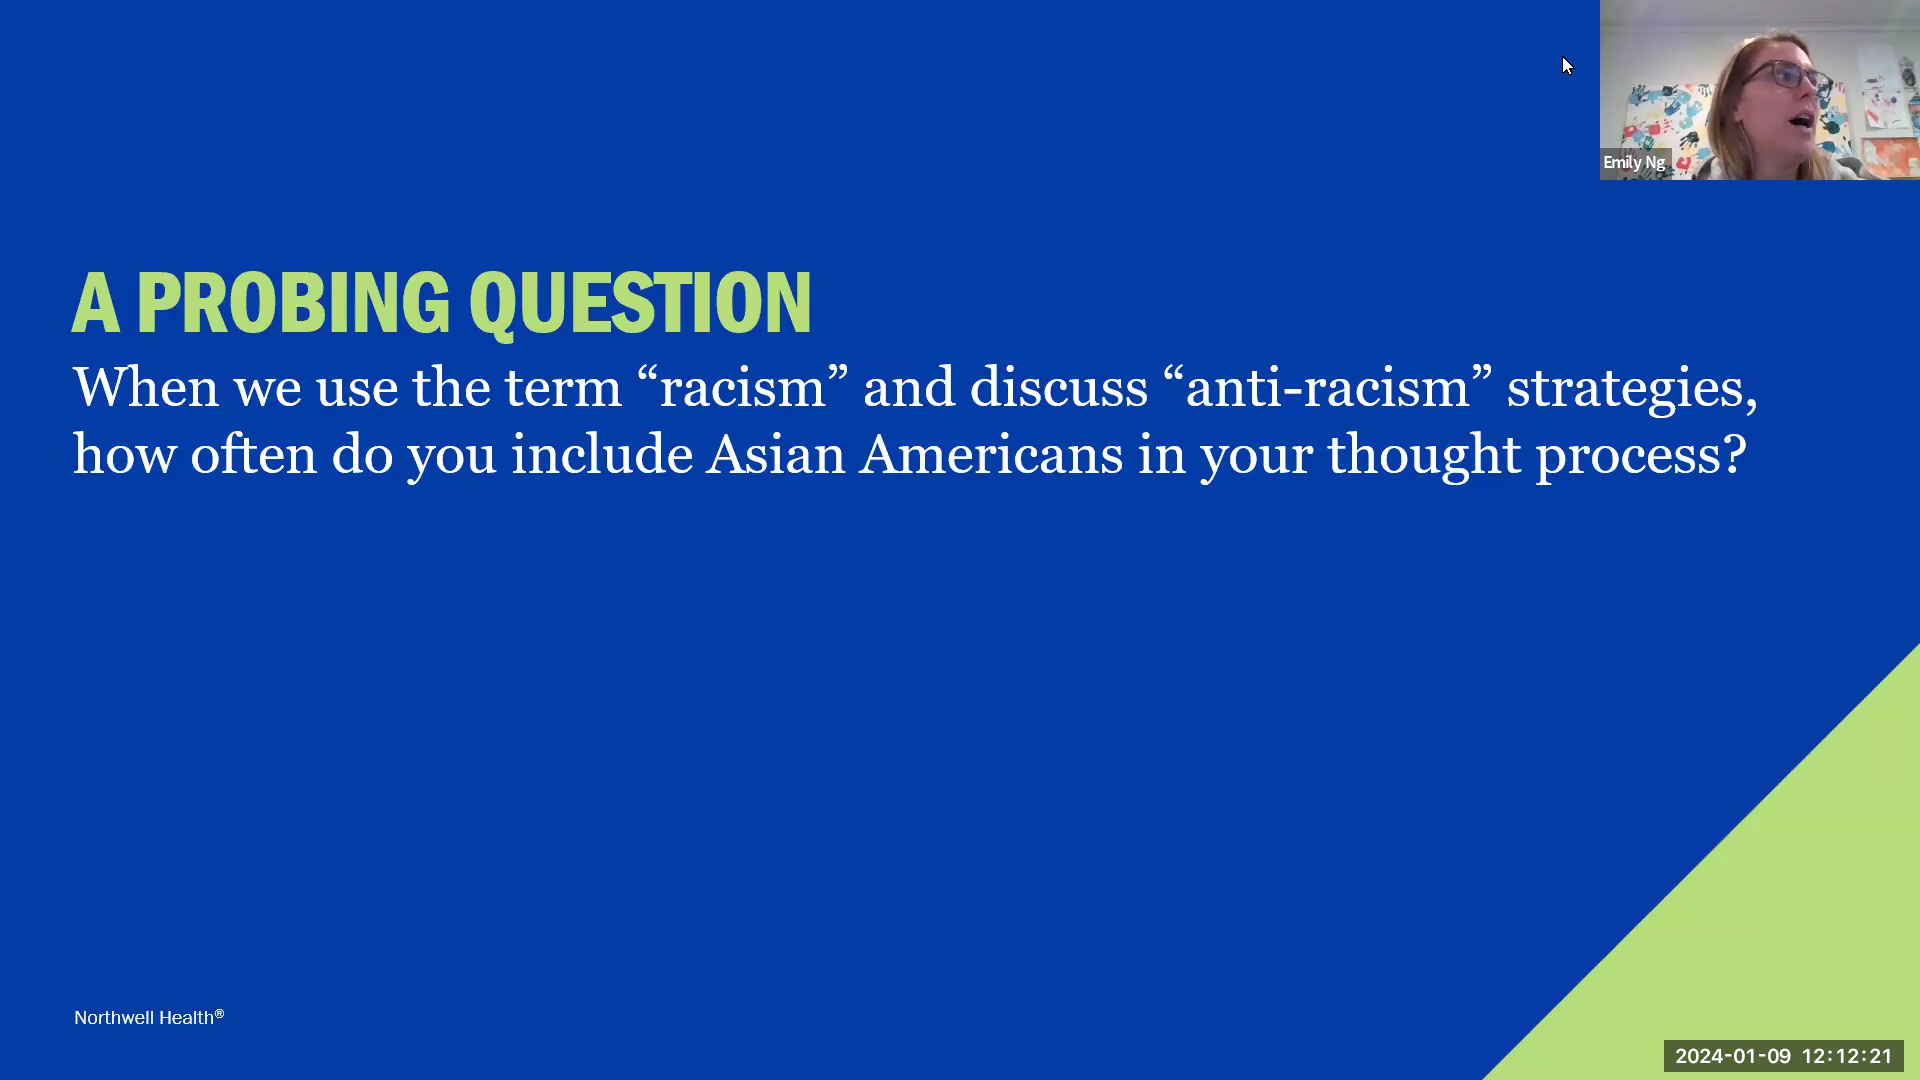 Emily Ng
A PROBING QUESTION
When we use the term “racism” and discuss “anti-racism” strategies,
how often do you include Asian Americans in your thought process?
Northwell Health®
2024-01-09 12:12:21